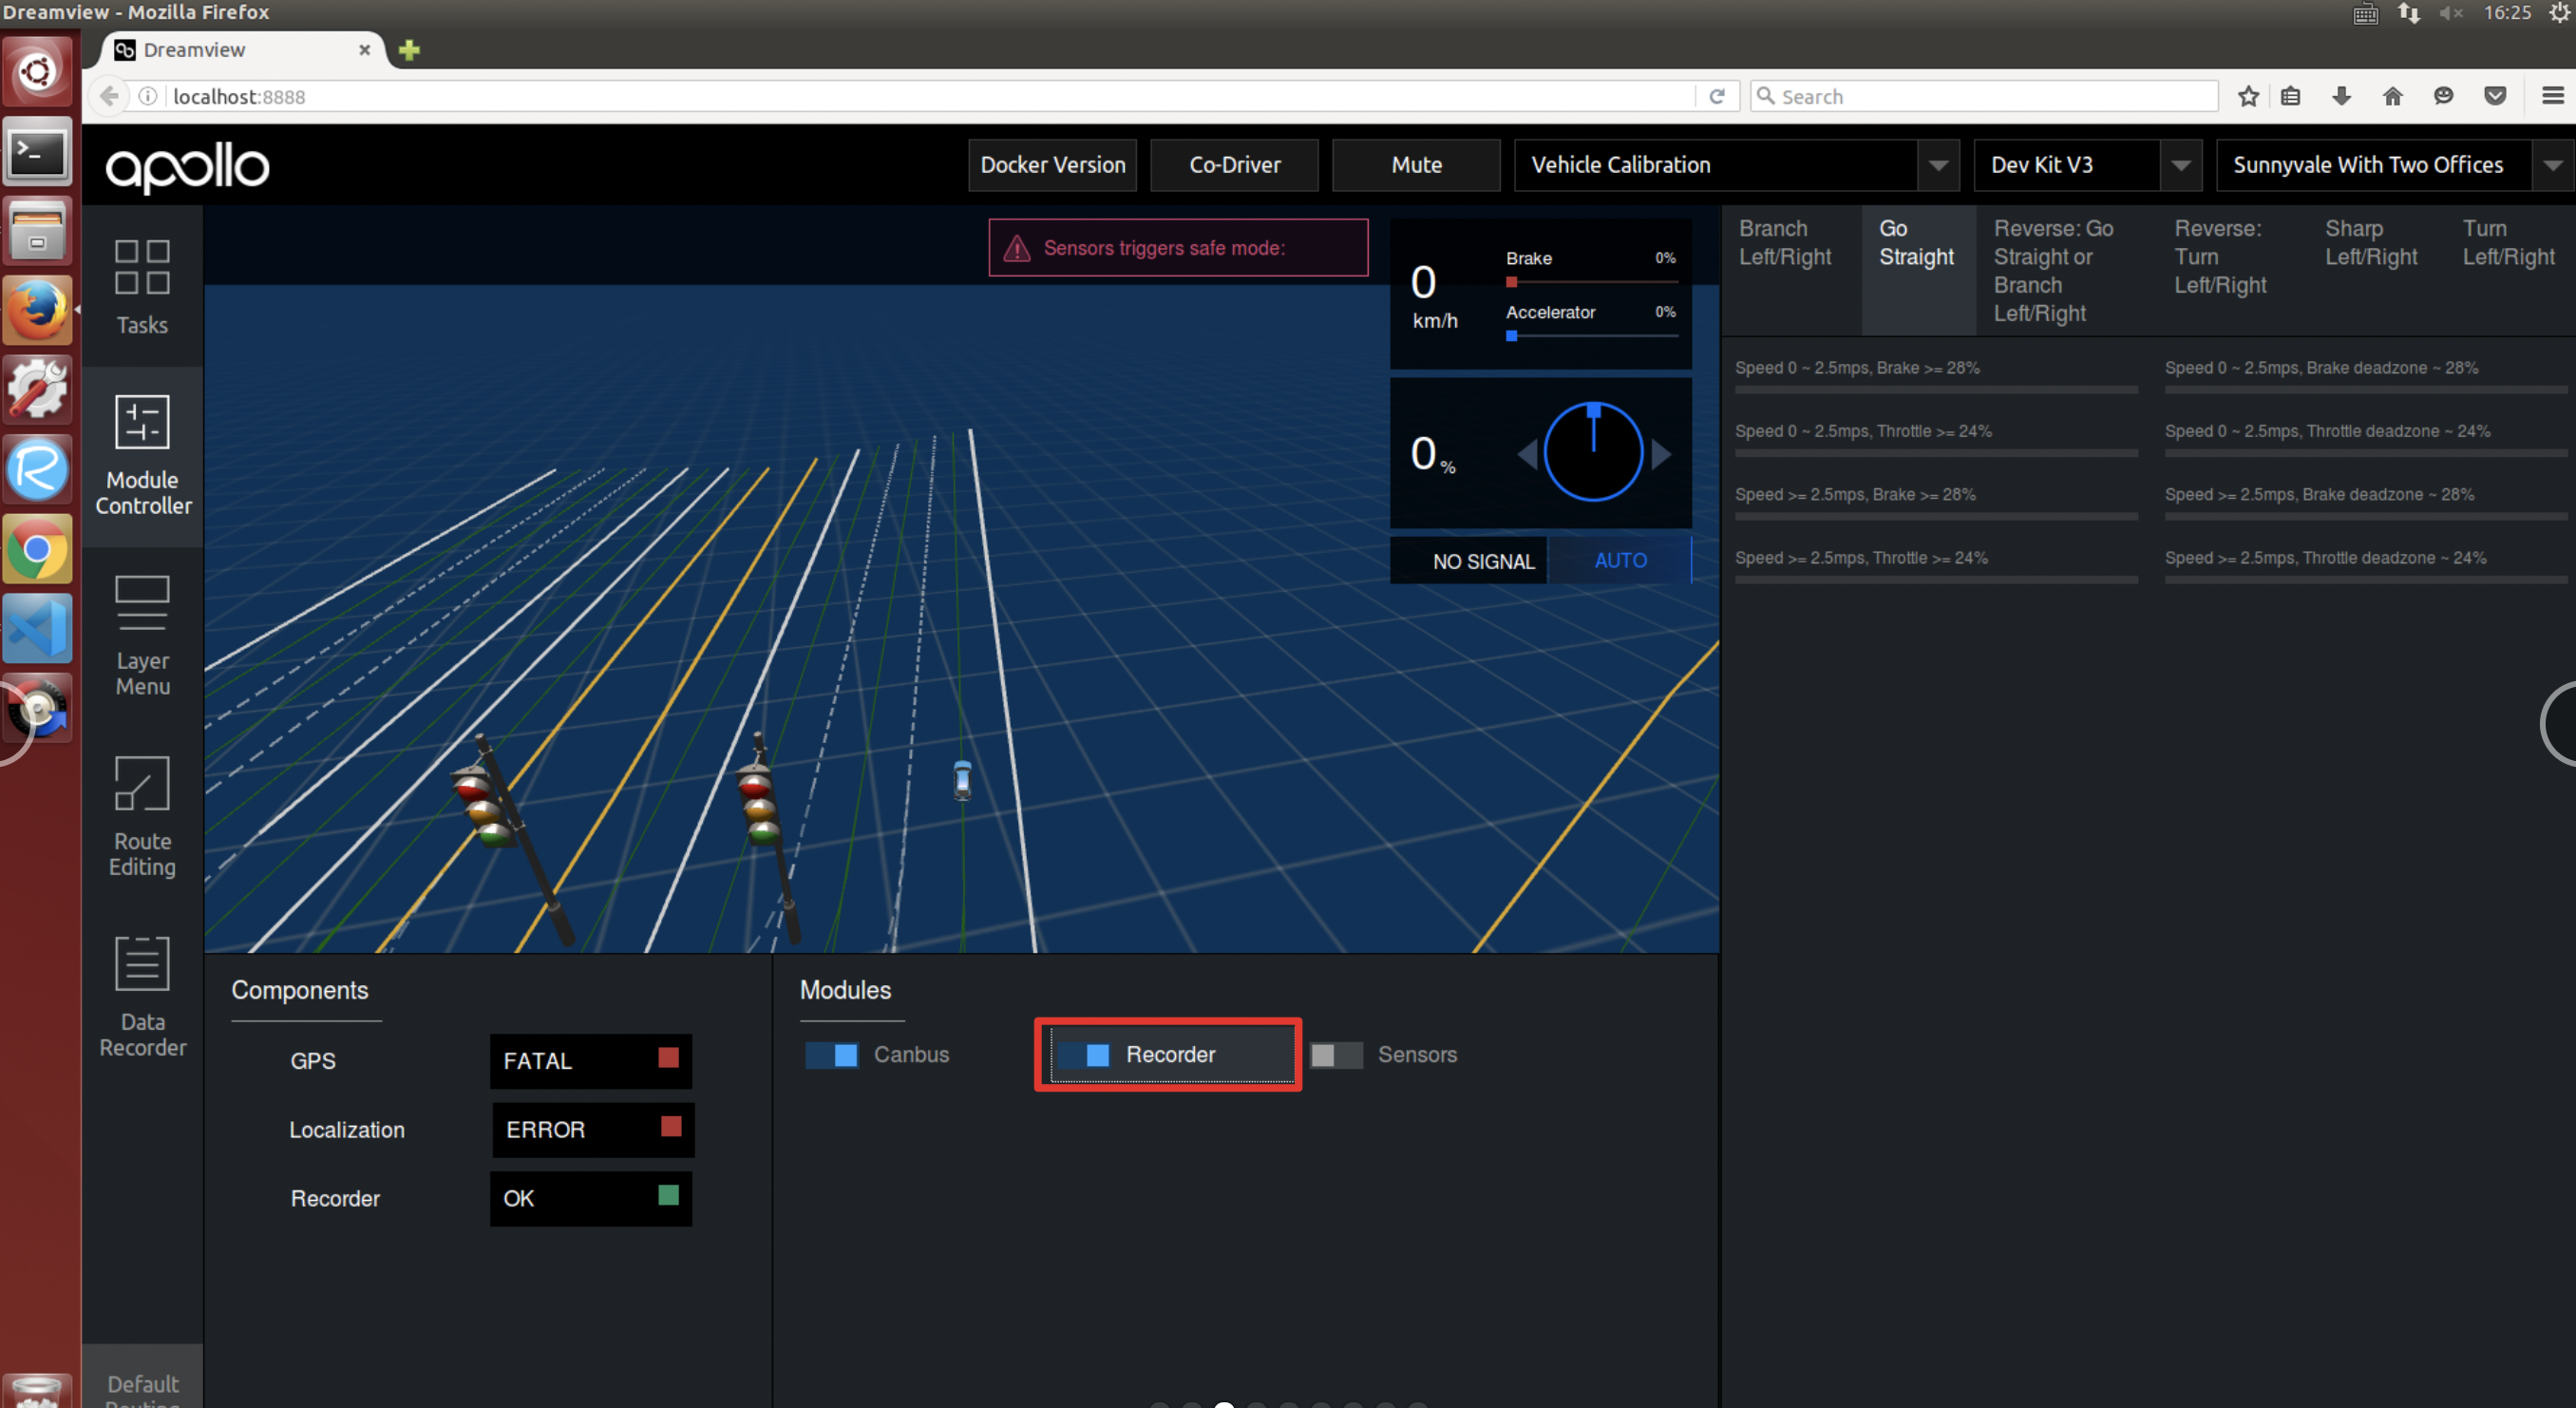 Dreamview - Mozilla Firefox
16:25
Dreamview
localhost:8888
Search
apollo
Docker Version
Co-Driver
Mute
Vehicle Calibration
Dev Kit V3
Sunnyvale With Two Offices
Tasks
Module
Controller
Layer
Menu
Route
Editing
Data
Recorder
Default
Sensors triggers safe mode:
0
km/h
Brake
0%
Accelerator
0%
0 %
NO SIGNAL
AUTO
Branch
Left/Right
Go
Straight
Reverse: Go
Straight or
Branch
Left/Right
Reverse:
Turn
Left/Right
Sharp
Left/Right
Turn
Left/Right
Speed 0 ~ 2.5mps, Brake >= 28%
Speed 0 ~ 2.5mps, Brake deadzone ~ 28%
Speed 0 ~ 2.5mps, Throttle >= 24%
Speed 0 ~ 2.5mps, Throttle deadzone ~ 24%
Speed >= 2.5mps, Brake >= 28%
Speed >= 2.5mps, Brake deadzone ~ 28%
Speed >= 2.5mps, Throttle >= 24%
Speed >= 2.5mps, Throttle deadzone ~ 24%
Components
GPS
FATAL
Localization
ERROR
Recorder
OK
Modules
Canbus
Recorder
Sensors